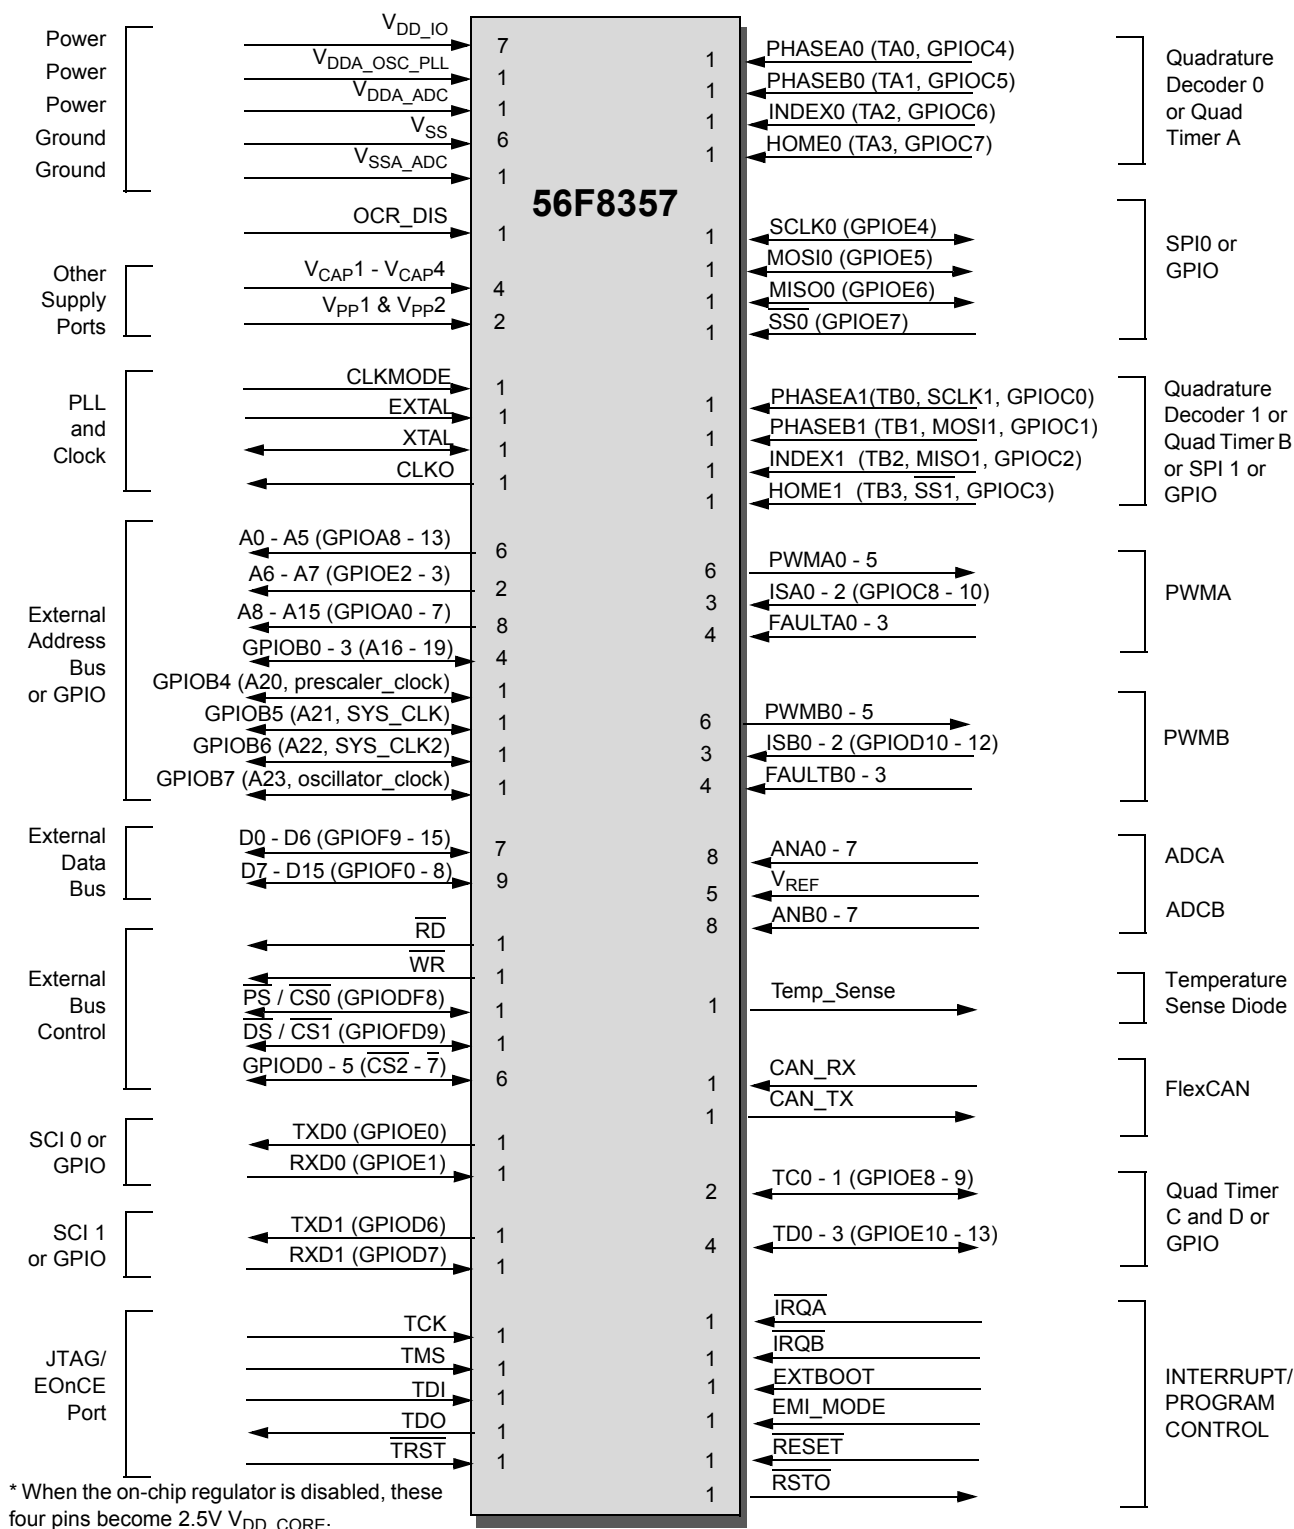 Power
V_DD_IO
7
Power
V_DDA_OSC_PLL
1
Power
V_DDA_ADC
1
Ground
V_SS
6
Ground
V_SSA_ADC
1
OCR_DIS
1
Other
Supply
Ports
V_CAP1 - V_CAP4
4
V_PP1 & V_PP2
2
PLL
and
Clock
CLKMODE
1
EXTAL
1
XTAL
1
CLKO
1
External
Address
Bus
or GPIO
A0 - A5 (GPIOA8 - 13)
6
A6 - A7 (GPIOE2 - 3)
2
A8 - A15 (GPIOA0 - 7)
8
GPIOB0 - 3 (A16 - 19)
4
GPIOB4 (A20, prescaler_clock)
1
GPIOB5 (A21, SYS_CLK)
1
GPIOB6 (A22, SYS_CLK2)
1
GPIOB7 (A23, oscillator_clock)
1
External
Data
Bus
D0 - D6 (GPIOF9 - 15)
7
D7 - D15 (GPIOF0 - 8)
9
External
Bus
Control
RD
1
WR
1
PS / CS0 (GPIODF8)
1
DS / CS1 (GPIOFD9)
1
GPIOD0 - 5 (CS2 - 7)
6
SCI 0 or
GPIO
TXD0 (GPIOE0)
1
RXD0 (GPIOE1)
1
SCI 1
or GPIO
TXD1 (GPIOD6)
1
RXD1 (GPIOD7)
1
JTAG/
EOnCE
Port
TCK
1
TMS
1
TDI
1
TDO
1
TRST
1
* When the on-chip regulator is disabled, these
four pins become 2.5V V_DD_CORE.
56F8357
1
PHASEA0 (TA0, GPIOC4)
1
PHASEB0 (TA1, GPIOC5)
1
INDEX0 (TA2, GPIOC6)
1
HOME0 (TA3, GPIOC7)
Quadrature
Decoder 0
or Quad
Timer A
1
SCLK0 (GPIOE4)
1
MOSI0 (GPIOE5)
1
MISO0 (GPIOE6)
1
SS0 (GPIOE7)
SPI0 or
GPIO
1
PHASEA1(TB0, SCLK1, GPIOC0)
1
PHASEB1 (TB1, MOSI1, GPIOC1)
1
INDEX1 (TB2, MISO1, GPIOC2)
1
HOME1 (TB3, SS1, GPIOC3)
Quadrature
Decoder 1 or
Quad Timer B
or SPI 1 or
GPIO
6
PWMA0 - 5
3
ISA0 - 2 (GPIOC8 - 10)
4
FAULTA0 - 3
PWMA
6
PWMB0 - 5
3
ISB0 - 2 (GPIOD10 - 12)
4
FAULTB0 - 3
PWMB
8
ANA0 - 7
5
V_REF
8
ANB0 - 7
ADCA
ADCB
1
Temp_Sense
Temperature
Sense Diode
1
CAN_RX
1
CAN_TX
FlexCAN
2
TC0 - 1 (GPIOE8 - 9)
4
TD0 - 3 (GPIOE10 - 13)
Quad Timer
C and D or
GPIO
1
IRQA
1
IRQB
1
EXTBOOT
1
EMI_MODE
1
RESET
1
RSTO
INTERRUPT/
PROGRAM
CONTROL